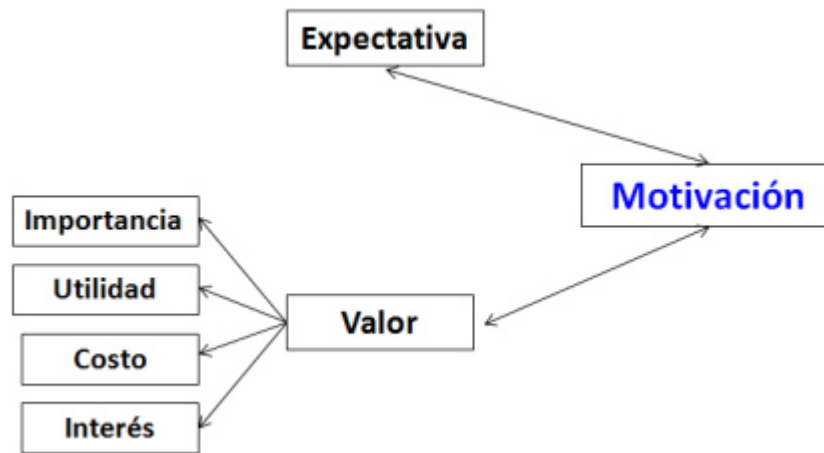 Expectativa
Motivación
Importancia
Utilidad
Valor
Costo
Interés